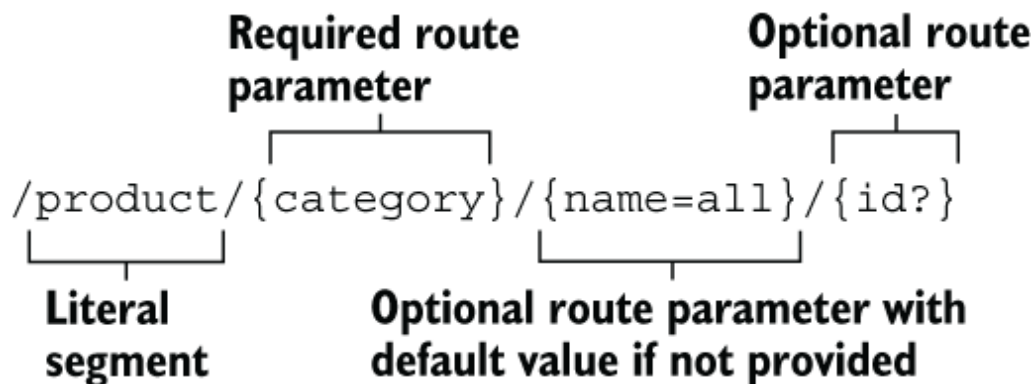 Required route
parameter
Optional route
parameter
/product/{category}/{name=all}/{id?}
Literal
segment
Optional route parameter with
default value if not provided